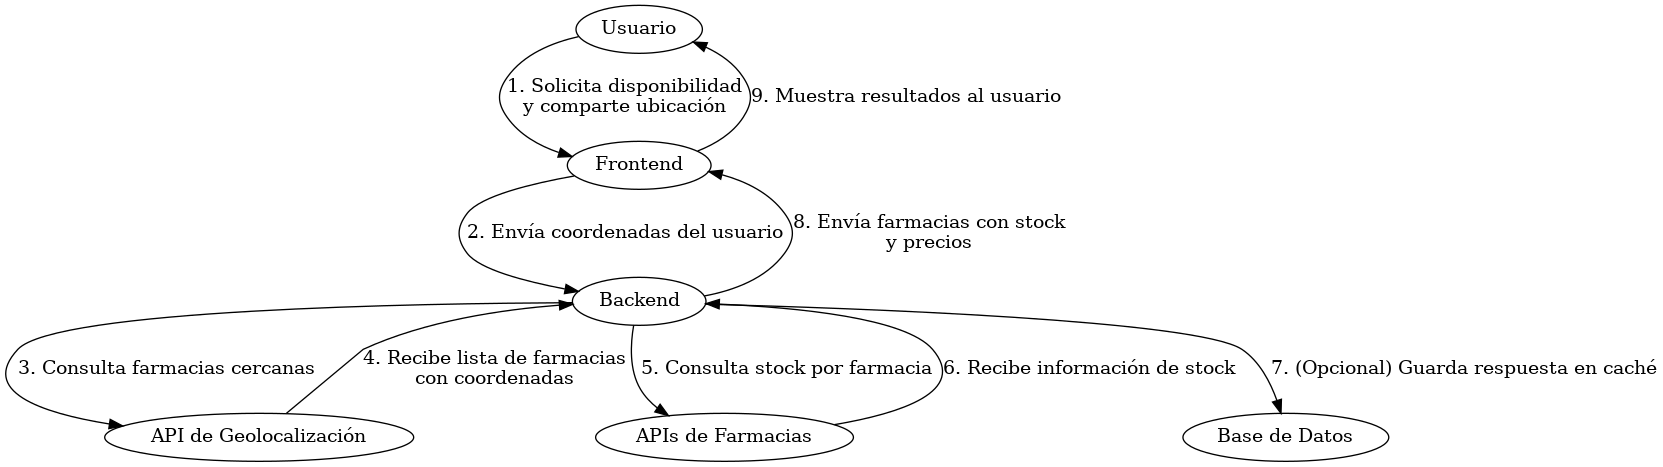 Usuario
1. Solicita disponibilidad
y comparte ubicación
9. Muestra resultados al usuario
Frontend
2. Envía coordenadas del usuario
8. Envía farmacias con stock
y precios
Backend
3. Consulta farmacias cercanas
4. Recibe lista de farmacias
con coordenadas
5. Consulta stock por farmacia
6. Recibe información de stock
7. (Opcional) Guarda respuesta en caché
API de Geolocalización
APIs de Farmacias
Base de Datos